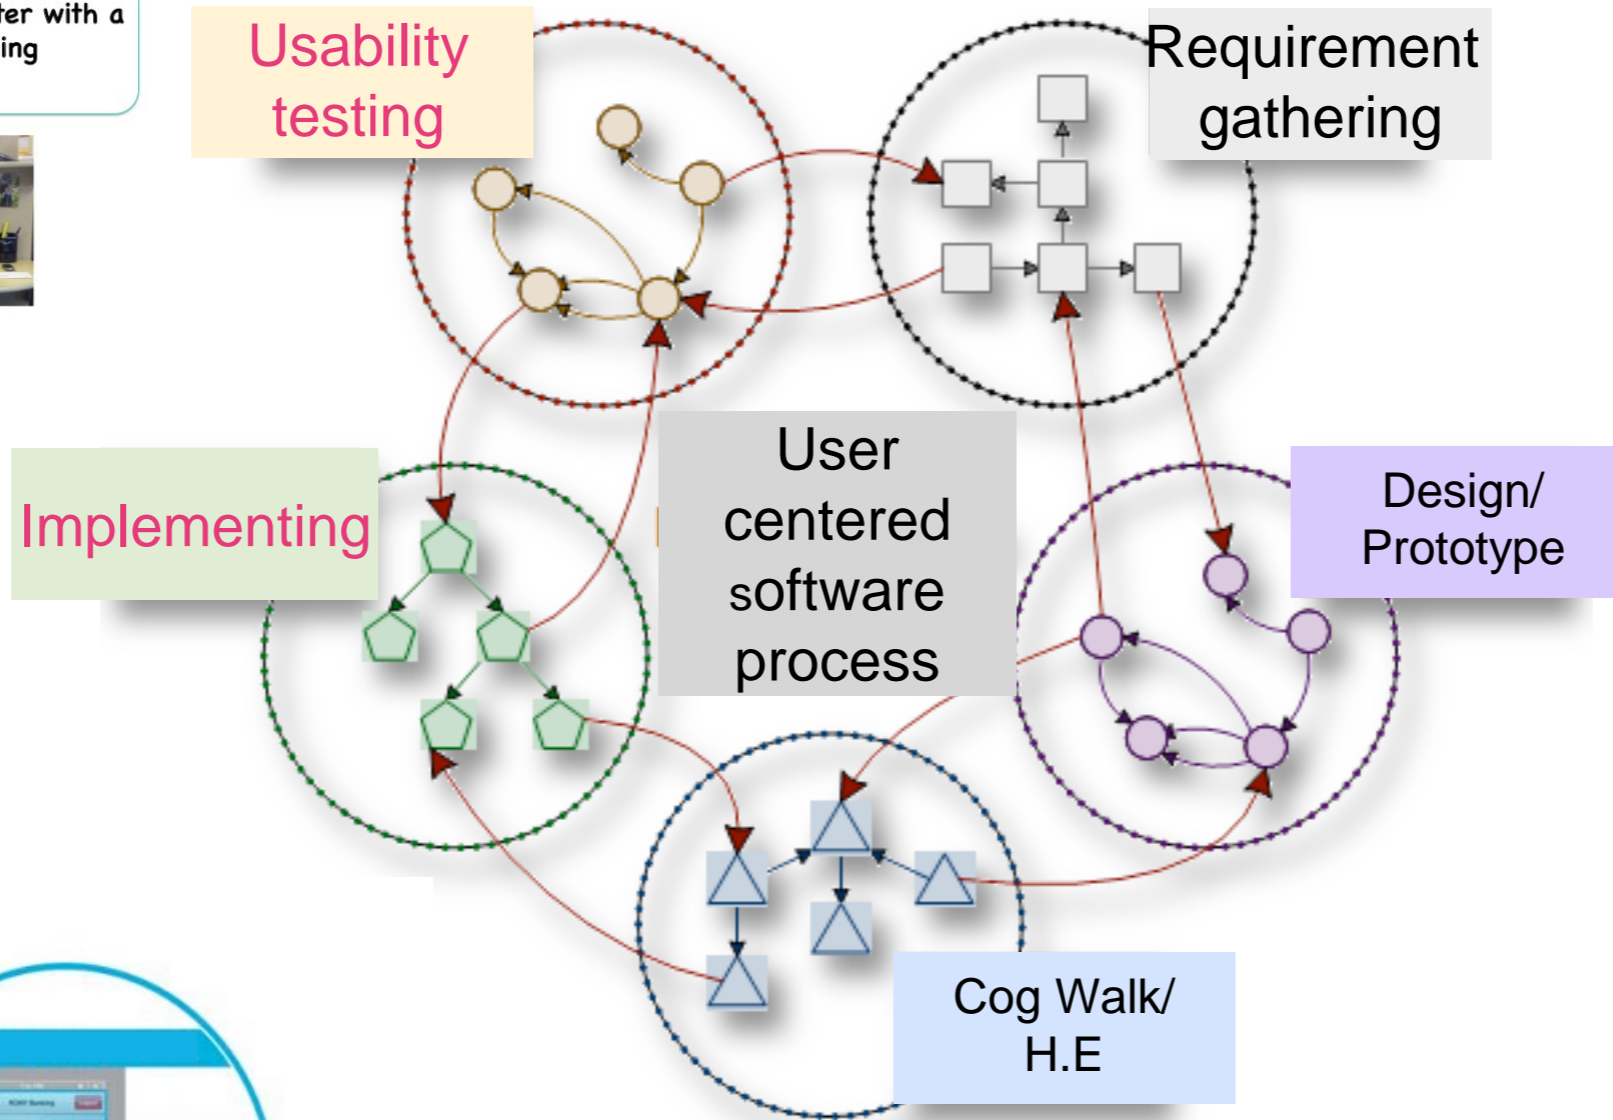 ter with a
ing
Usability
testing
Requirement
gathering
Implementing
User
centered
software
process
Design/
Prototype
Cog Walk/
H.E